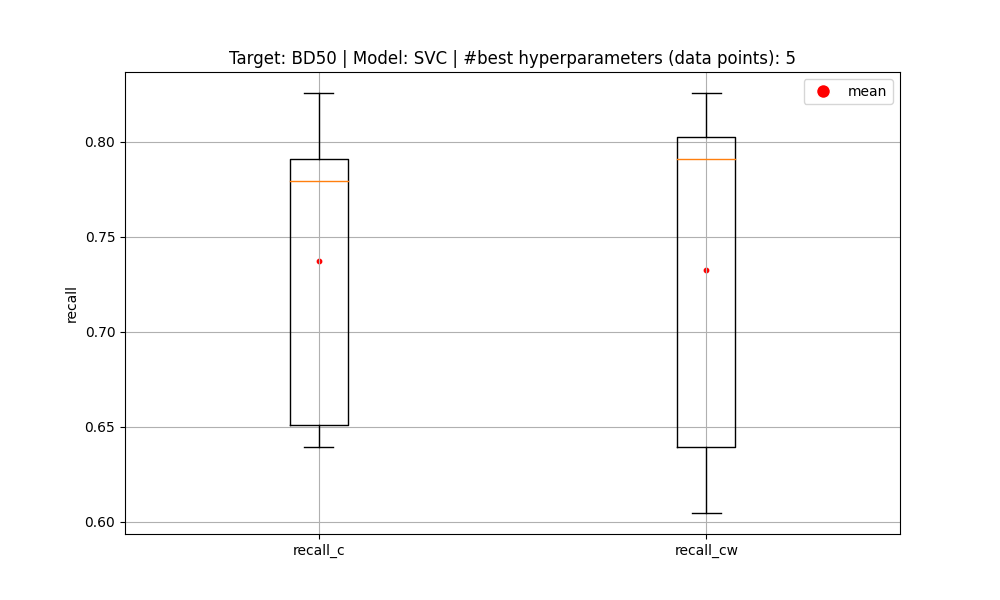 Target: BD50 | Model: SVC | #best hyperparameters (data points): 5
mean
0.80
0.75
0.70
0.65
0.60
recall
recall_c
recall_cw